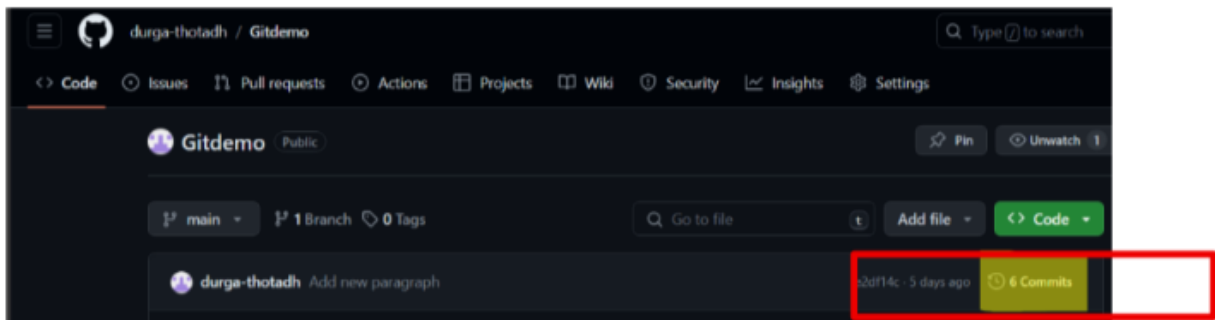 durga-thotadh / Gitdemo Type / to search
Code Issues Pull requests Actions Projects Wiki Security Insights Settings
Gitdemo Public Pin Unwatch 1
main 1 Branch 0 Tags Go to file t Add file Code
durga-thotadh Add new paragraph 2df14c · 5 days ago 6 Commits